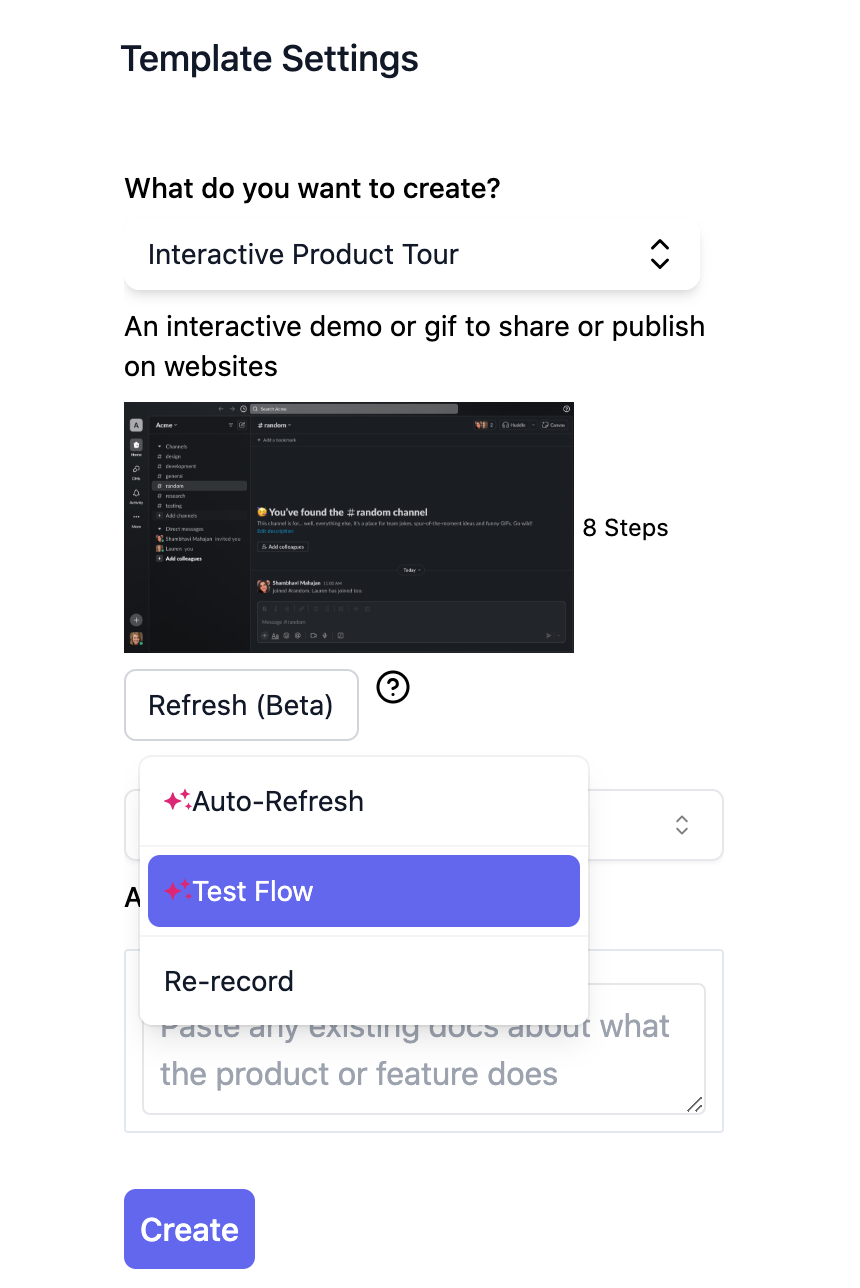 Template Settings
What do you want to create?
Interactive Product Tour
An interactive demo or gif to share or publish
on websites
Search Acme
A
Acme
# random
2
Huddle
Canvas
Add a bookmark
Home
DMs
Activity
More
Channels
# design
# development
# general
# random
# research
# testing
Add channels
Direct messages
Shambhavi Mahajan invited you
Lauren you
Add colleagues
You've found the # random channel
This channel is for... well, everything else. It's a place for team jokes, spur-of-the-moment ideas and funny GIFs. Go wild!
Edit description
Add colleagues
Today
Shambhavi Mahajan 11:00 AM
joined #random. Lauren has joined too.
Message # random
8 Steps
Refresh (Beta)
Auto-Refresh
Test Flow
A
Re-record
Paste any existing docs about what
the product or feature does
Create